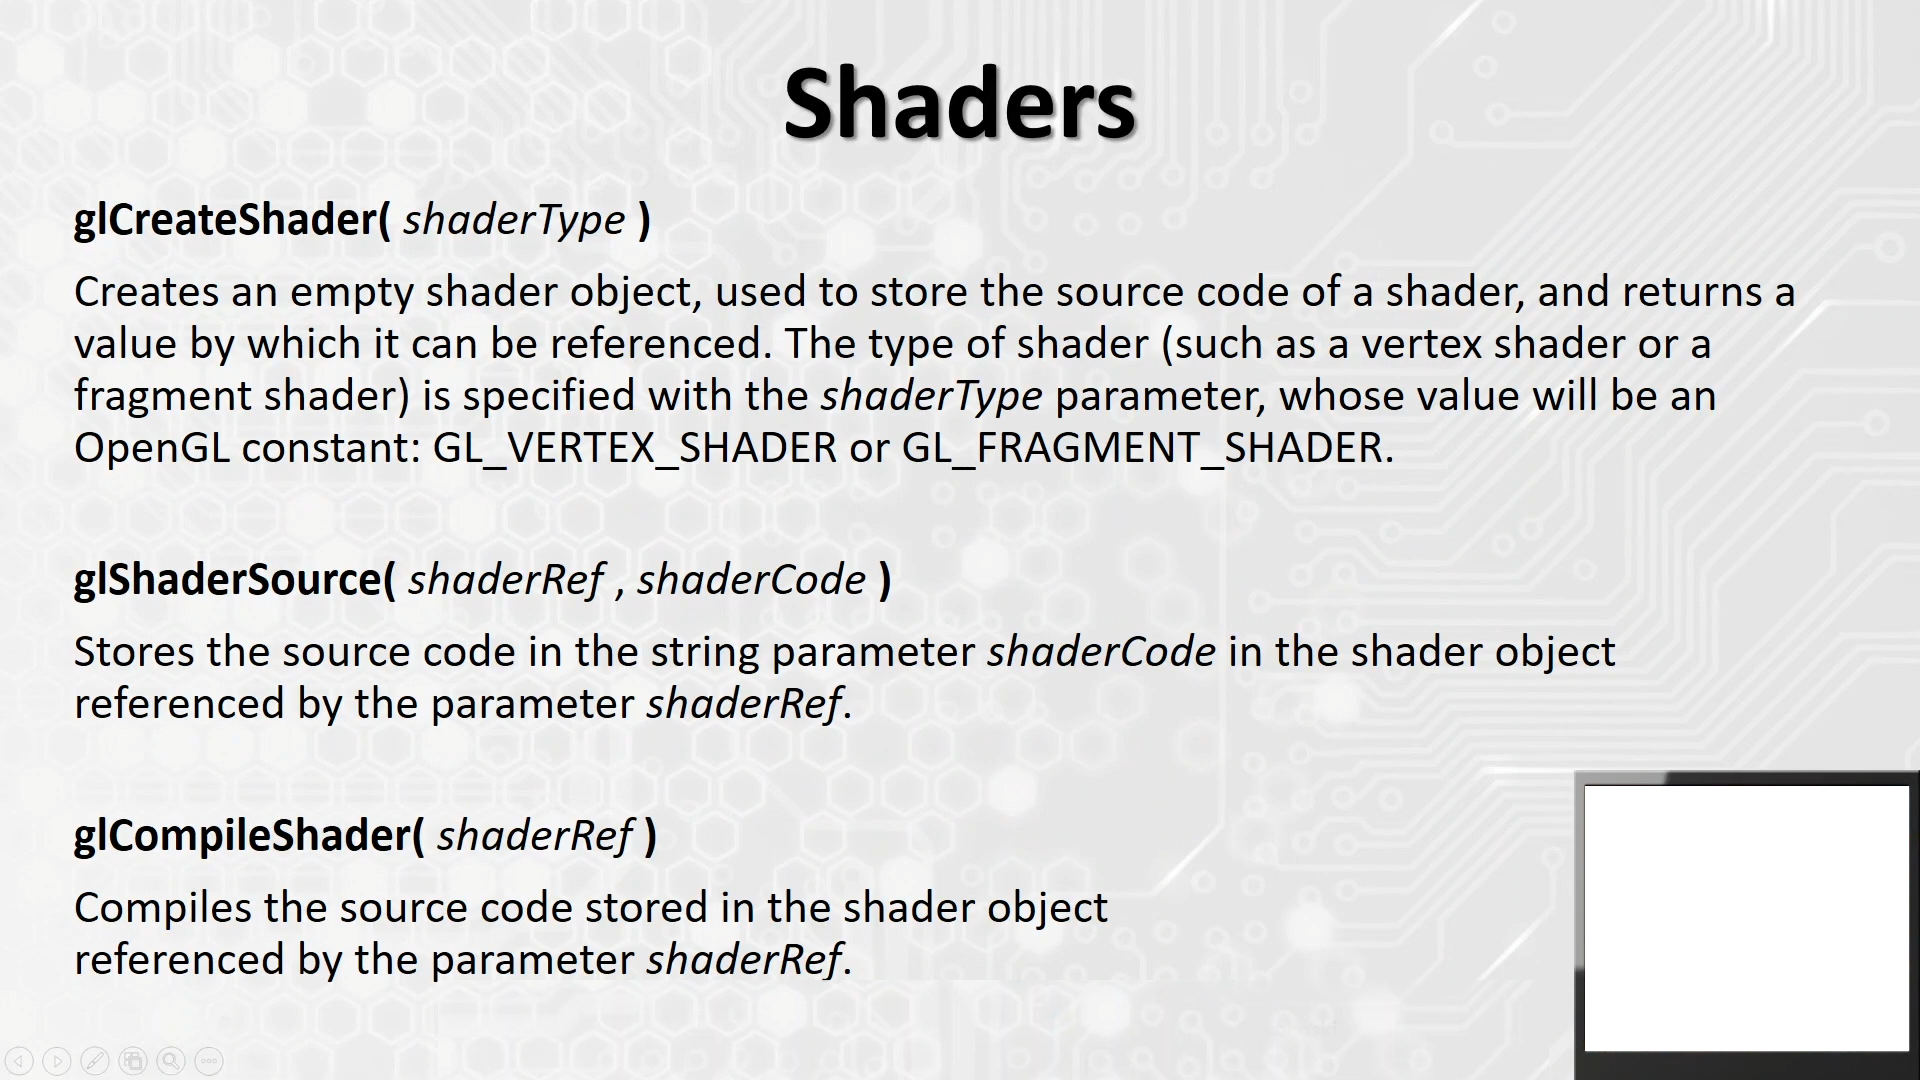 Shaders
glCreateShader( shaderType )
Creates an empty shader object, used to store the source code of a shader, and returns a
value by which it can be referenced. The type of shader (such as a vertex shader or a
fragment shader) is specified with the shaderType parameter, whose value will be an
OpenGL constant: GL_VERTEX_SHADER or GL_FRAGMENT_SHADER.
glShaderSource( shaderRef , shaderCode )
Stores the source code in the string parameter shaderCode in the shader object
referenced by the parameter shaderRef.
glCompileShader( shaderRef )
Compiles the source code stored in the shader object
referenced by the parameter shaderRef.